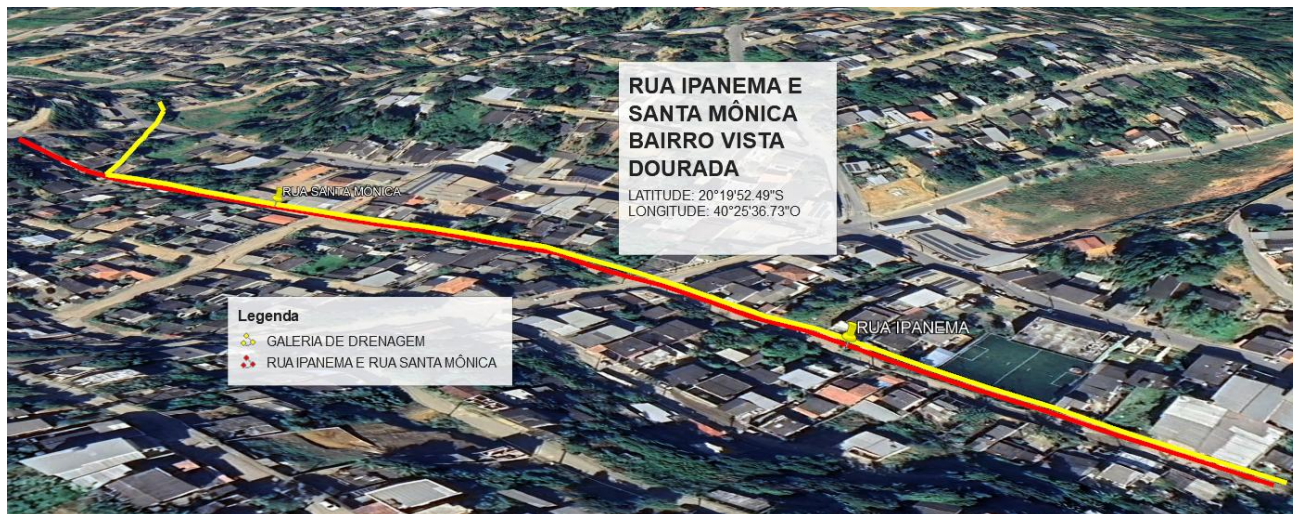 RUA IPANEMA E
SANTA MÔNICA
BAIRRO VISTA
DOURADA
LATITUDE: 20°19'52.49"S
LONGITUDE: 40°25'36.73"O
RUA SANTA MÔNICA
RUA IPANEMA
Legenda
GALERIA DE DRENAGEM
RUA IPANEMA E RUA SANTA MÔNICA